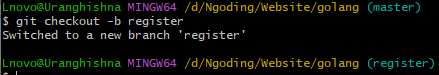 Lnovo@Uranghishna MINGW64 /d/Ngoding/Website/golang (master)
$ git checkout -b register
Switched to a new branch 'register'
Lnovo@Uranghishna MINGW64 /d/Ngoding/Website/golang (register)
$